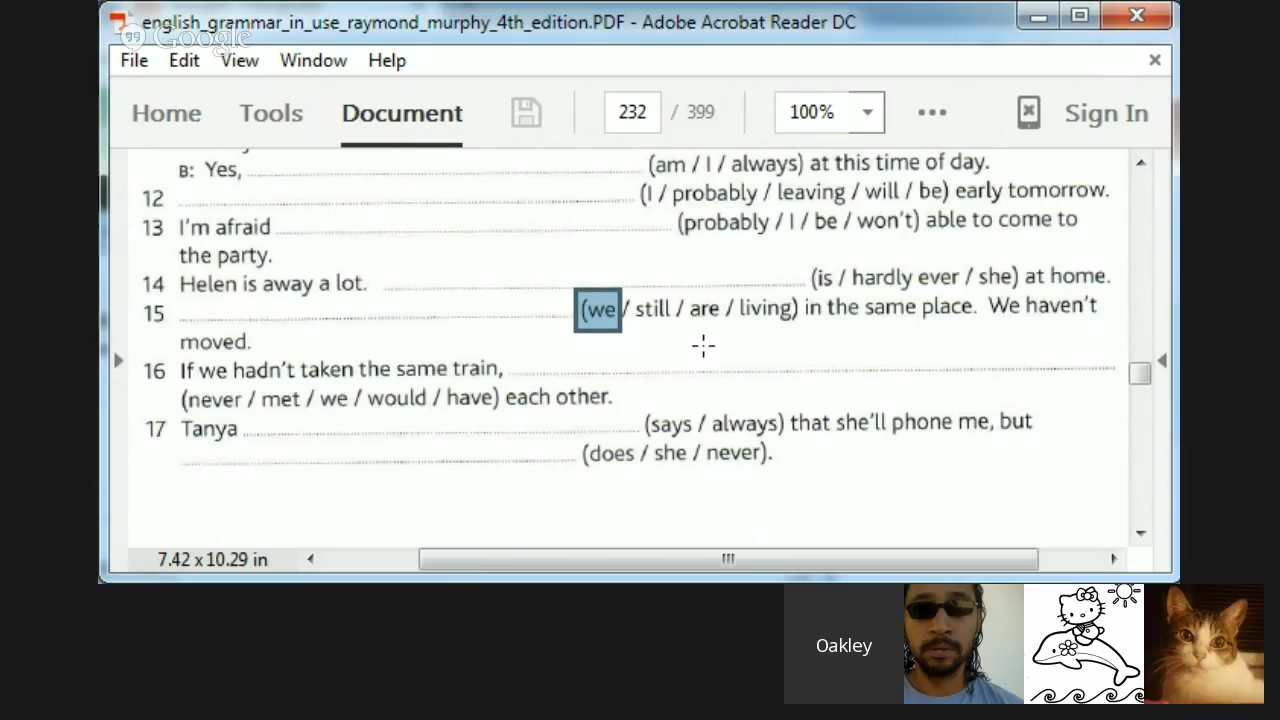 english_grammar_in_use_raymond_murphy_4th_edition.PDF - Adobe Acrobat Reader DC
Google
File Edit View Window Help
Home Tools Document 232 / 399 100% Sign In
B: Yes, (am / I / always) at this time of day.
12 (I / probably / leaving / will / be) early tomorrow.
13 I'm afraid (probably / I / be / won't) able to come to
the party.
14 Helen is away a lot. (is / hardly ever / she) at home.
15 (we / still / are / living) in the same place. We haven't
moved.
16 If we hadn't taken the same train,
(never / met / we / would / have) each other.
17 Tanya (says / always) that she'll phone me, but
(does / she / never).
7.42 x 10.29 in
Oakley